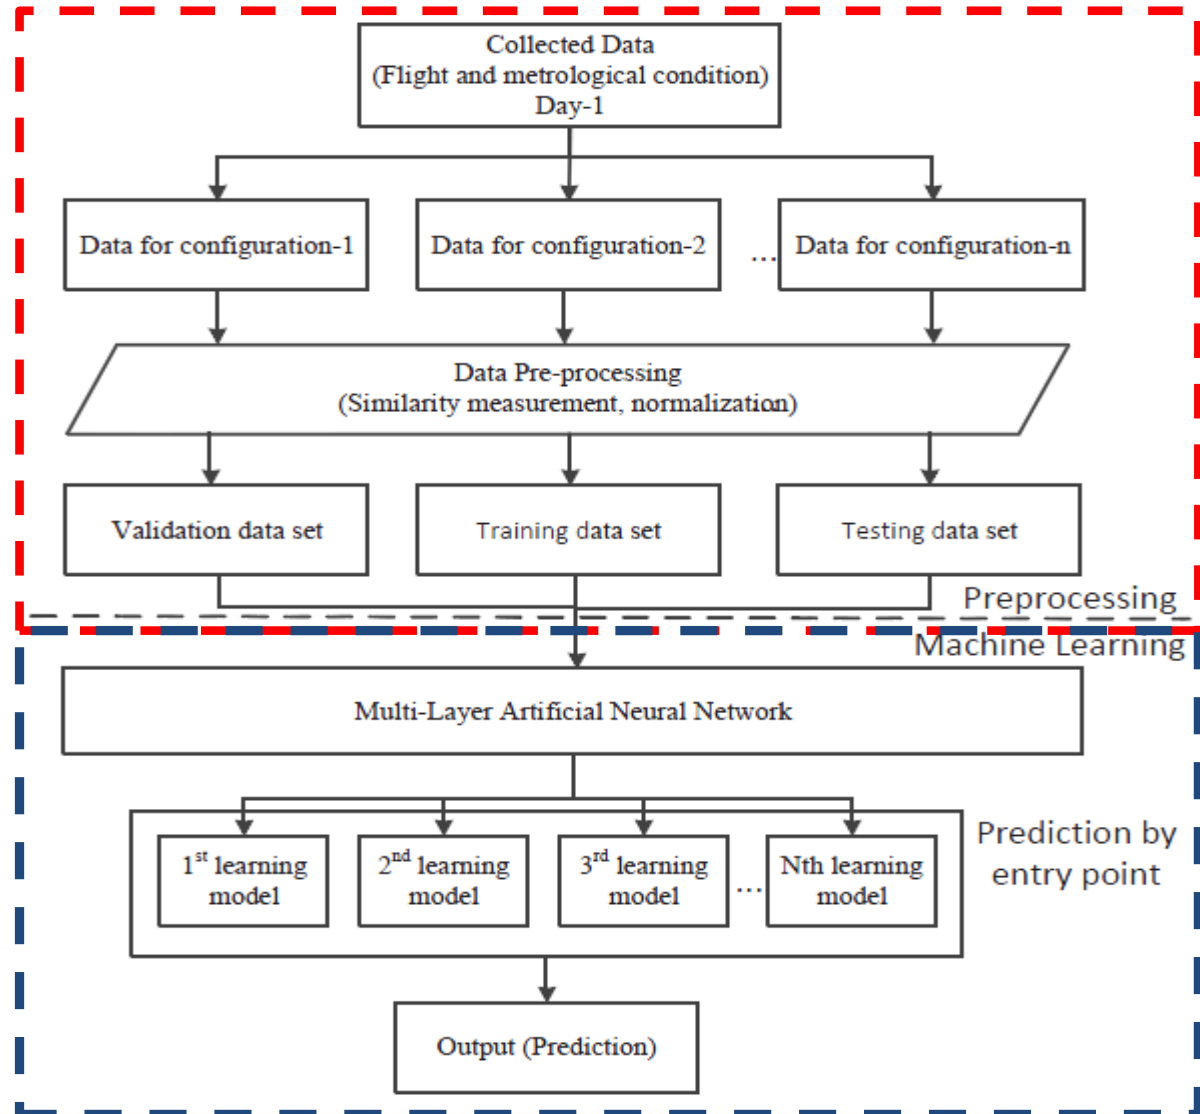 Collected Data
(Flight and metrological condition)
Day-1
Data for configuration-1
Data for configuration-2
...
Data for configuration-n
Data Pre-processing
(Similarity measurement, normalization)
Validation data set
Training data set
Testing data set
Preprocessing
Machine Learning
Multi-Layer Artificial Neural Network
1st learning
model
2nd learning
model
3rd learning
model
...
Nth learning
model
Prediction by
entry point
Output (Prediction)